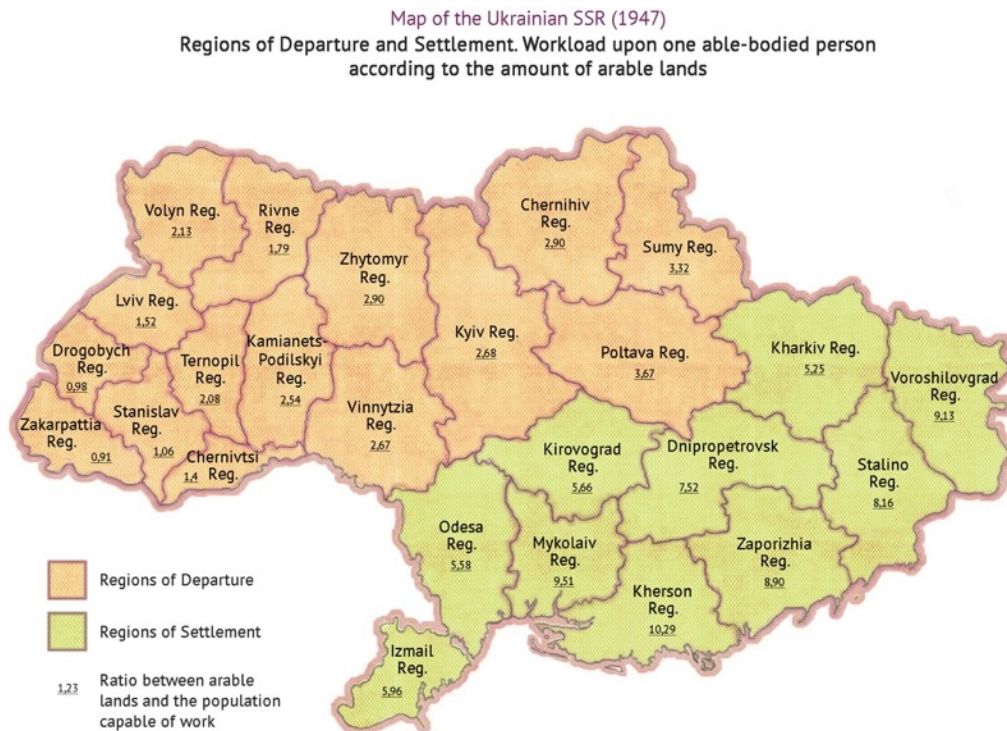 Map of the Ukrainian SSR (1947)
Regions of Departure and Settlement. Workload upon one able-bodied person
according to the amount of arable lands
Volyn Reg.
2,13
Rivne
Reg.
1,79
Zhytomyr
Reg.
2,90
Chernihiv
Reg.
2,90
Sumy Reg.
3,32
Lviv Reg.
1,52
Drogobych
Reg.
0,98
Ternopil
Reg.
2,08
Kamianets-
Podilskyi
Reg.
2,54
Kyiv Reg.
2,68
Poltava Reg.
3,67
Kharkiv Reg.
5,25
Voroshilovgrad
Reg.
9,13
Zakarpattia
Reg.
0,91
Stanislav
Reg.
1,06
Chernivtsi
Reg.
1,4
Vinnytzia
Reg.
2,67
Kirovograd
Reg.
5,66
Dnipropetrovsk
Reg.
7,52
Stalino
Reg.
8,16
Odesa
Reg.
5,58
Mykolaiv
Reg.
9,51
Kherson
Reg.
10,29
Zaporizhia
Reg.
8,90
Izmail
Reg.
5,96
Regions of Departure
Regions of Settlement
1,23
Ratio between arable
lands and the population
capable of work